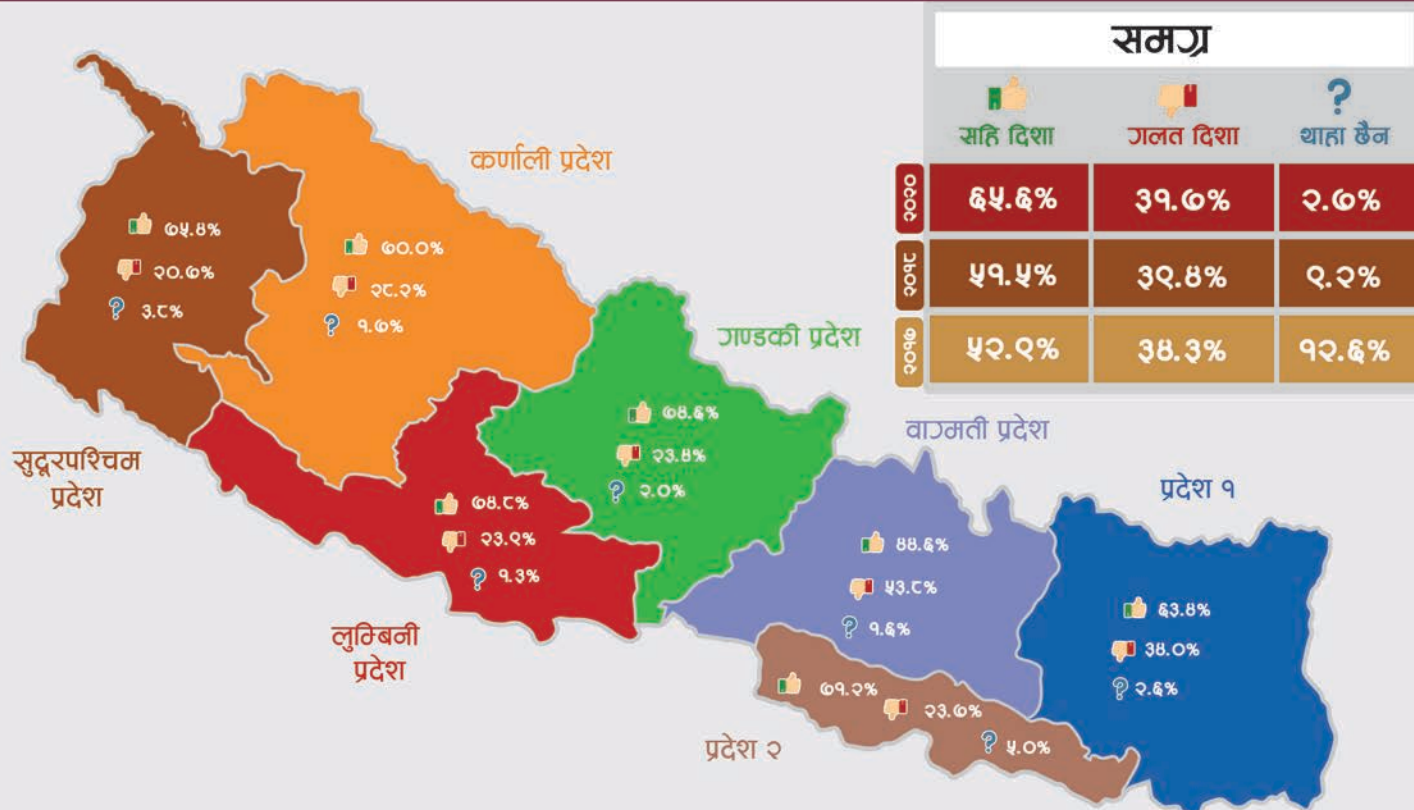 समग्र
सहि दिशा गलत दिशा थाहा छैन
२०२० ६५.६% ३१.७% २.७%
२०१८ ५१.५% ३९.४% ९.२%
२०१७ ५२.९% ३४.३% १२.६%
कर्णाली प्रदेश
७५.४%
२०.७%
३.८%
७०.०%
२८.२%
१.७%
गण्डकी प्रदेश
७४.६%
२३.४%
२.०%
सुदूरपश्चिम
प्रदेश
वाग्मती प्रदेश
७४.८%
२३.९%
१.३%
प्रदेश १
४४.६%
५३.८%
१.६%
लुम्बिनी
प्रदेश
६३.४%
३४.०%
२.६%
७१.२%
२३.७%
५.०%
प्रदेश २